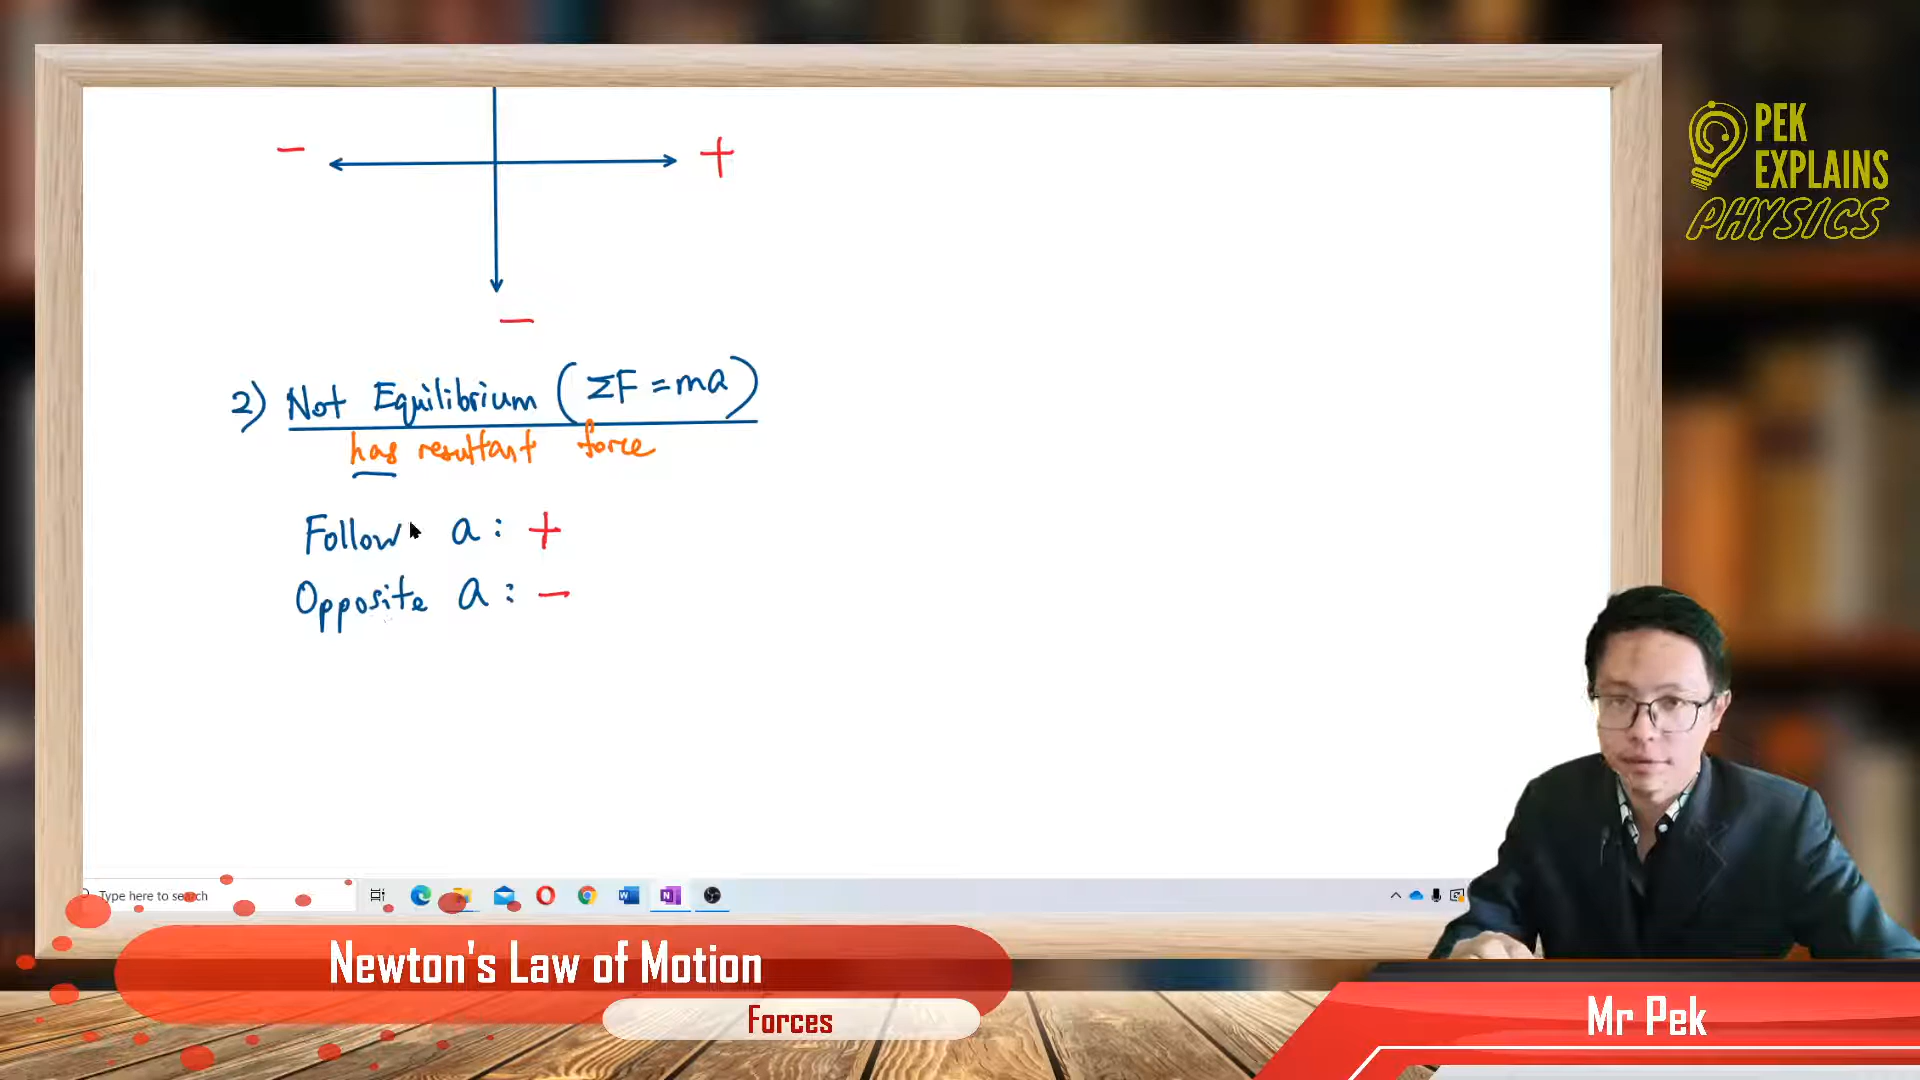 PEK
EXPLAINS
PHYSICS
- +
-
2) Not Equilibrium (ΣF = ma)
has resultant force
Follow a : +
Opposite a : -
Type here to search
Newton's Law of Motion
Forces
Mr Pek